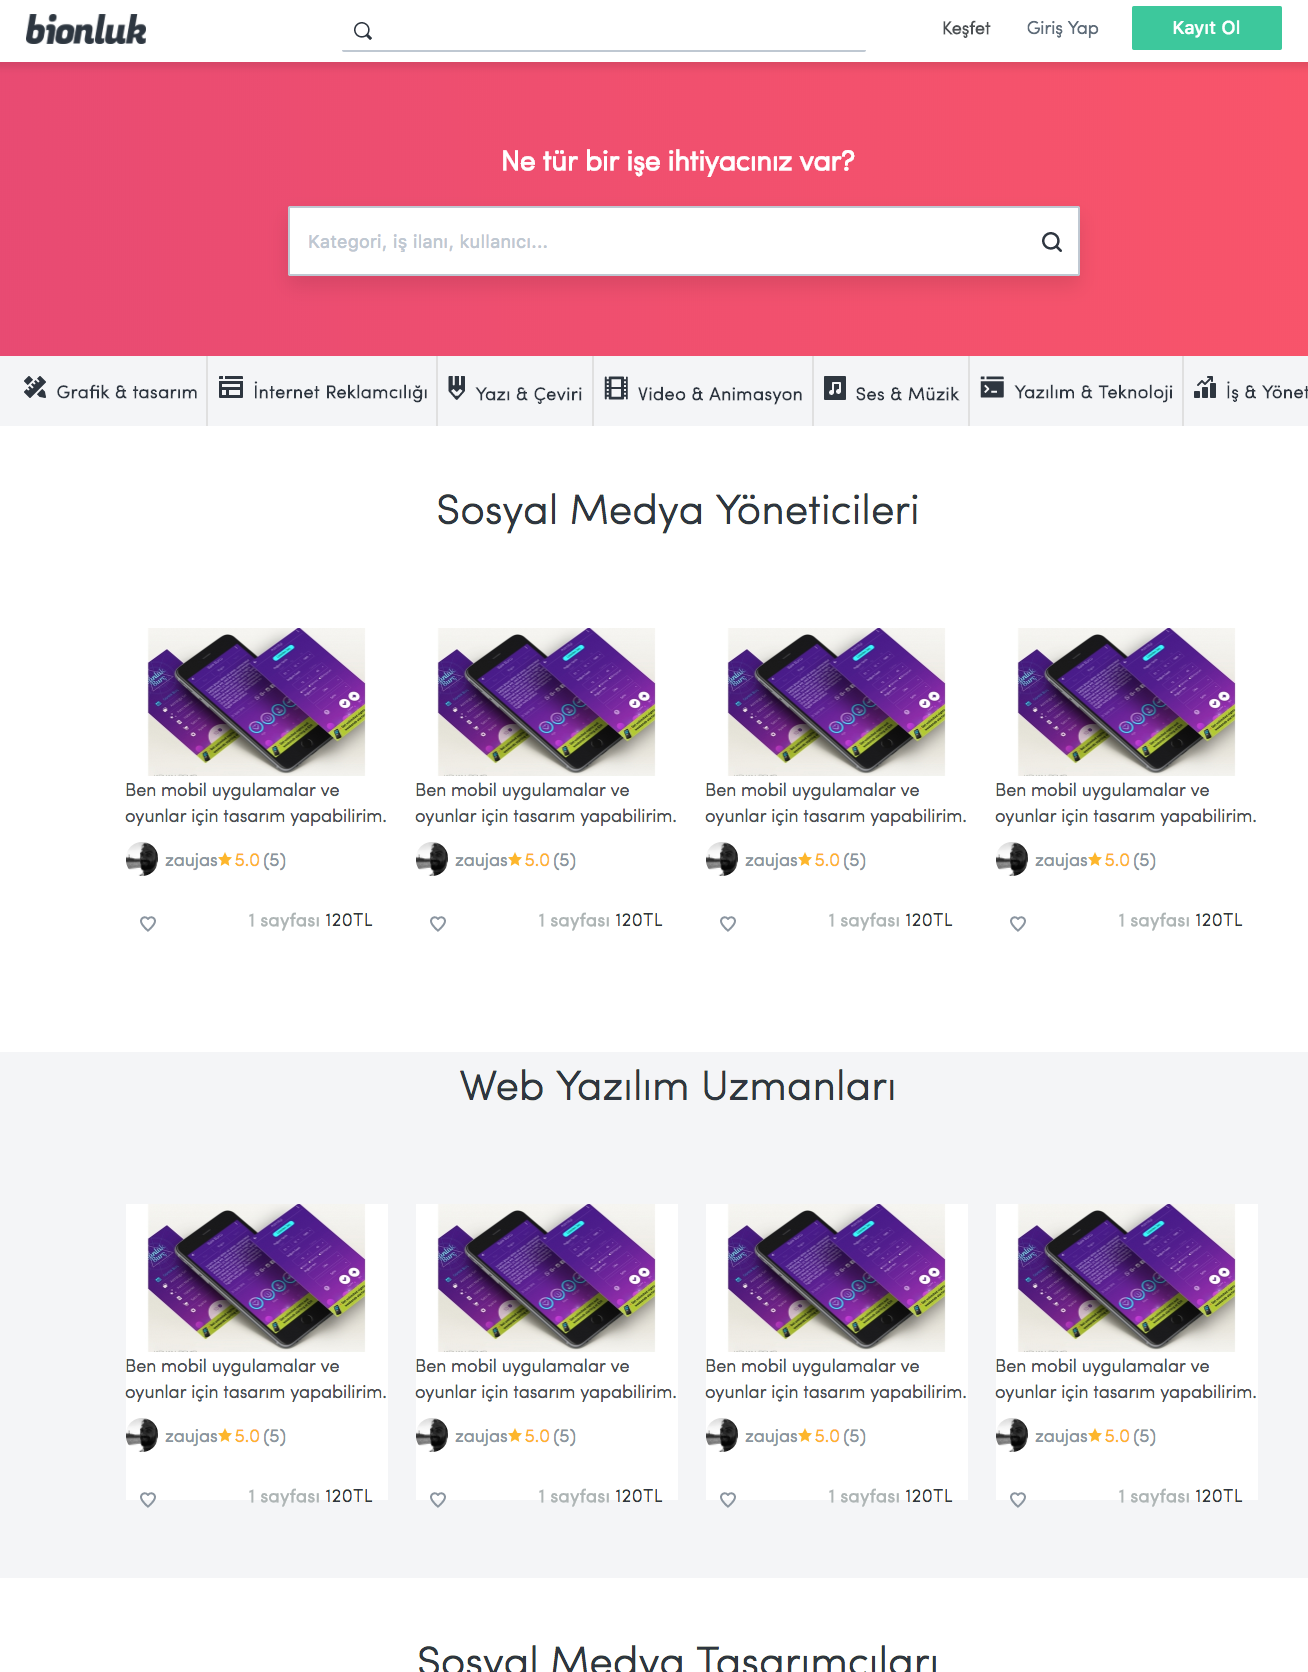 bionluk
Keşfet
Giriş Yap
Kayıt Ol
Ne tür bir işe ihtiyacınız var?
Kategori, iş ilanı, kullanıcı...
Grafik & tasarım
İnternet Reklamcılığı
Yazı & Çeviri
Video & Animasyon
Ses & Müzik
Yazılım & Teknoloji
İş & Yönet
Sosyal Medya Yöneticileri
Ben mobil uygulamalar ve
oyunlar için tasarım yapabilirim.
zaujas 5.0 (5)
1 sayfası 120TL
Ben mobil uygulamalar ve
oyunlar için tasarım yapabilirim.
zaujas 5.0 (5)
1 sayfası 120TL
Ben mobil uygulamalar ve
oyunlar için tasarım yapabilirim.
zaujas 5.0 (5)
1 sayfası 120TL
Ben mobil uygulamalar ve
oyunlar için tasarım yapabilirim.
zaujas 5.0 (5)
1 sayfası 120TL
Web Yazılım Uzmanları
Ben mobil uygulamalar ve
oyunlar için tasarım yapabilirim.
zaujas 5.0 (5)
1 sayfası 120TL
Ben mobil uygulamalar ve
oyunlar için tasarım yapabilirim.
zaujas 5.0 (5)
1 sayfası 120TL
Ben mobil uygulamalar ve
oyunlar için tasarım yapabilirim.
zaujas 5.0 (5)
1 sayfası 120TL
Ben mobil uygulamalar ve
oyunlar için tasarım yapabilirim.
zaujas 5.0 (5)
1 sayfası 120TL
Sosyal Medya Tasarımcıları